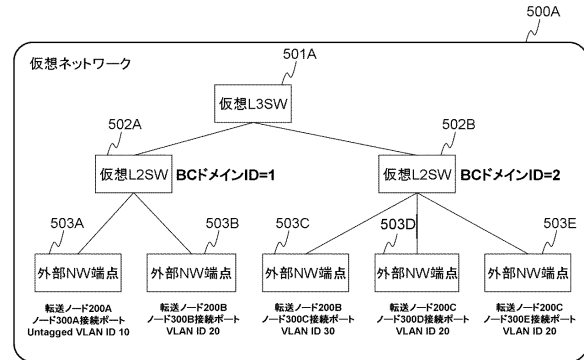 500A
仮想ネットワーク
501A
仮想L3SW
502A
502B
仮想L2SW
BCドメインID=1
仮想L2SW
BCドメインID=2
503A
503B
503C
503D
503E
外部NW端点
外部NW端点
外部NW端点
外部NW端点
外部NW端点
転送ノード200A
ノード300A接続ポート
Untagged VLAN ID 10
転送ノード200B
ノード300B接続ポート
VLAN ID 20
転送ノード200B
ノード300C接続ポート
VLAN ID 30
転送ノード200C
ノード300D接続ポート
VLAN ID 20
転送ノード200C
ノード300E接続ポート
VLAN ID 20